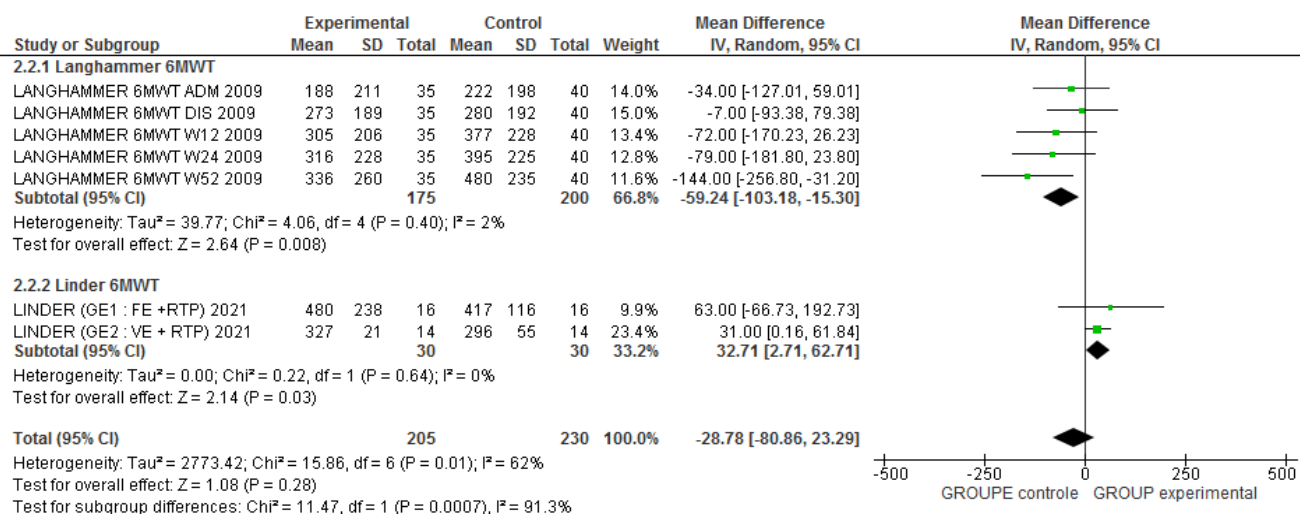 Experimental Control Mean Difference Mean Difference
Study or Subgroup Mean SD Total Mean SD Total Weight IV, Random, 95% CI IV, Random, 95% CI
2.2.1 Langhammer 6MWT
LANGHAMMER 6MWT ADM 2009 188 211 35 222 198 40 14.0% -34.00 [-127.01, 59.01]
LANGHAMMER 6MWT DIS 2009 273 189 35 280 192 40 15.0% -7.00 [-93.38, 79.38]
LANGHAMMER 6MWT W12 2009 305 206 35 377 228 40 13.4% -72.00 [-170.23, 26.23]
LANGHAMMER 6MWT W24 2009 316 228 35 395 225 40 12.8% -79.00 [-181.80, 23.80]
LANGHAMMER 6MWT W52 2009 336 260 35 480 235 40 11.6% -144.00 [-256.80, -31.20]
Subtotal (95% CI) 175 200 66.8% -59.24 [-103.18, -15.30]
Heterogeneity: Tau² = 39.77; Chi² = 4.06, df = 4 (P = 0.40); I² = 2%
Test for overall effect: Z = 2.64 (P = 0.008)
2.2.2 Linder 6MWT
LINDER (GE1 : FE +RTP) 2021 480 238 16 417 116 16 9.9% 63.00 [-66.73, 192.73]
LINDER (GE2 : VE + RTP) 2021 327 21 14 296 55 14 23.4% 31.00 [0.16, 61.84]
Subtotal (95% CI) 30 30 33.2% 32.71 [2.71, 62.71]
Heterogeneity: Tau² = 0.00; Chi² = 0.22, df = 1 (P = 0.64); I² = 0%
Test for overall effect: Z = 2.14 (P = 0.03)
Total (95% CI) 205 230 100.0% -28.78 [-80.86, 23.29]
Heterogeneity: Tau² = 2773.42; Chi² = 15.86, df = 6 (P = 0.01); I² = 62%
Test for overall effect: Z = 1.08 (P = 0.28)
Test for subgroup differences: Chi² = 11.47, df = 1 (P = 0.0007), I² = 91.3%
-500 -250 0 250 500
GROUPE controle GROUP experimental